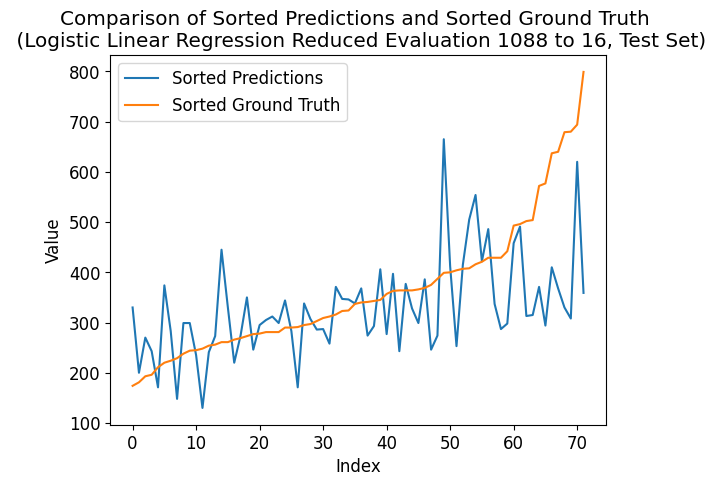 Comparison of Sorted Predictions and Sorted Ground Truth
(Logistic Linear Regression Reduced Evaluation 1088 to 16, Test Set)
Sorted Predictions
Sorted Ground Truth
800
700
600
500
400
300
200
100
Value
0 10 20 30 40 50 60 70
Index